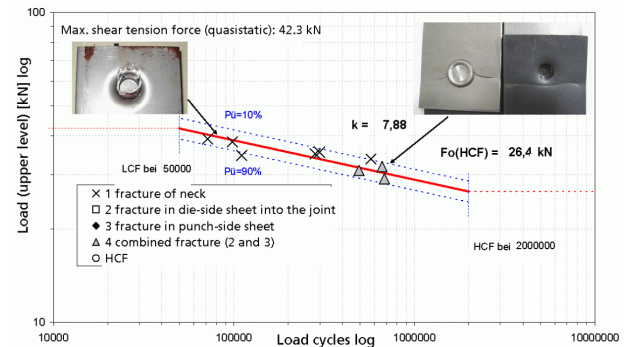 100
Max. shear tension force (quasistatic): 42.3 kN
Load (upper level) [kN] log
Pü=10%
k = 7,88
Fo(HCF) = 26,4 kN
LCF bei 50000
Pü=90%
1 fracture of neck
2 fracture in die-side sheet into the joint
3 fracture in punch-side sheet
4 combined fracture (2 and 3)
HCF
HCF bei 2000000
10
10000 100000 1000000 10000000
Load cycles log